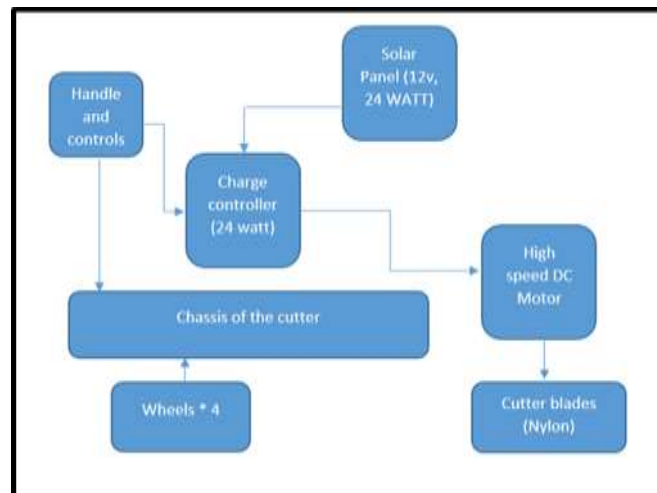 Solar
Panel (12v,
24 WATT)
Handle
and
controls
Charge
controller
(24 watt)
High
speed DC
Motor
Chassis of the cutter
Wheels * 4
Cutter blades
(Nylon)